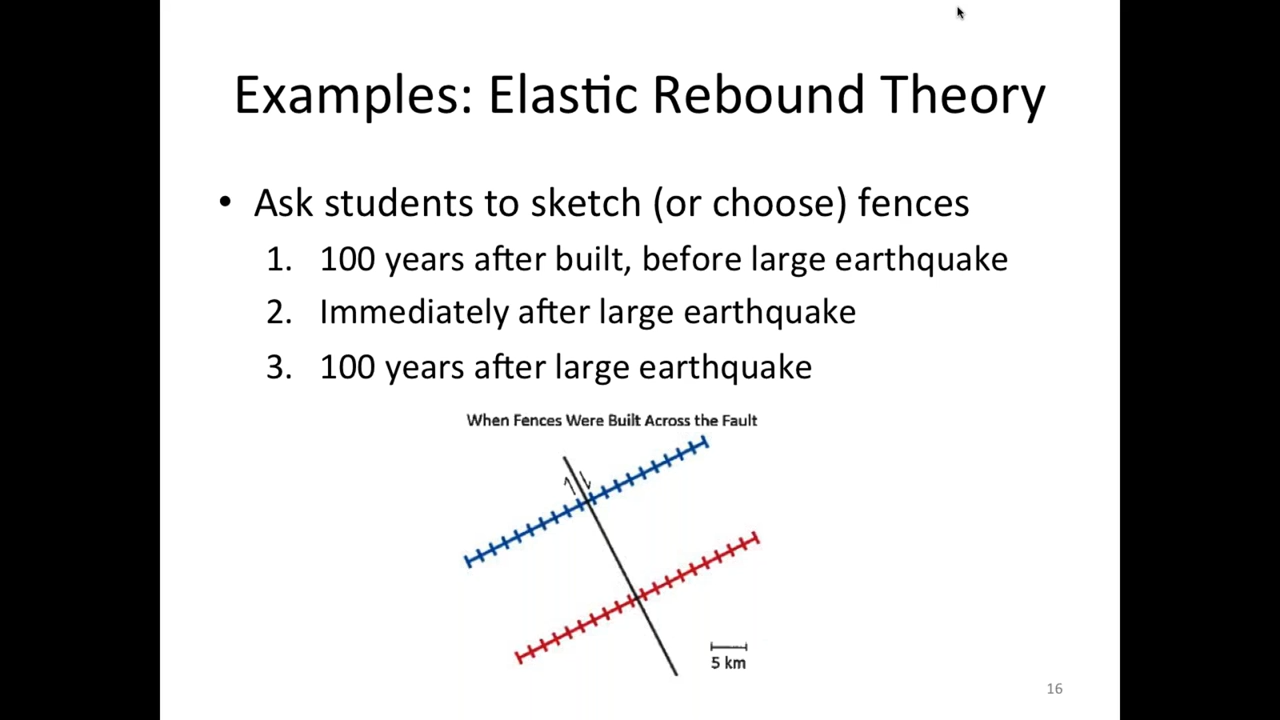 Examples: Elastic Rebound Theory
• Ask students to sketch (or choose) fences
1. 100 years after built, before large earthquake
2. Immediately after large earthquake
3. 100 years after large earthquake
When Fences Were Built Across the Fault
5 km
16